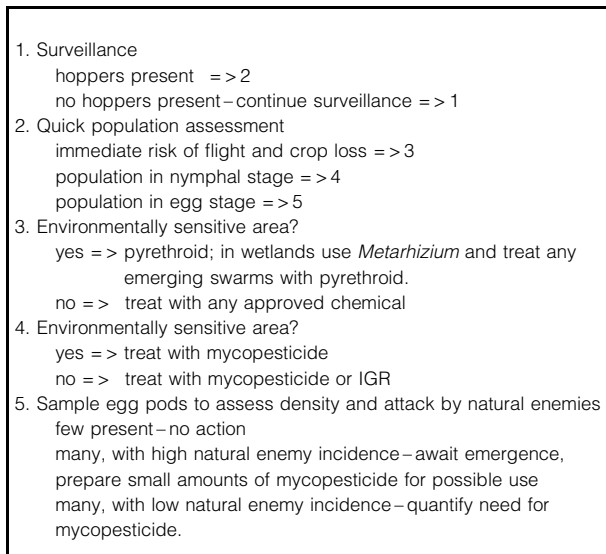 1. Surveillance
hoppers present => 2
no hoppers present – continue surveillance => 1
2. Quick population assessment
immediate risk of flight and crop loss => 3
population in nymphal stage => 4
population in egg stage => 5
3. Environmentally sensitive area?
yes => pyrethroid; in wetlands use Metarhizium and treat any
emerging swarms with pyrethroid.
no => treat with any approved chemical
4. Environmentally sensitive area?
yes => treat with mycopesticide
no => treat with mycopesticide or IGR
5. Sample egg pods to assess density and attack by natural enemies
few present – no action
many, with high natural enemy incidence – await emergence,
prepare small amounts of mycopesticide for possible use
many, with low natural enemy incidence – quantify need for
mycopesticide.